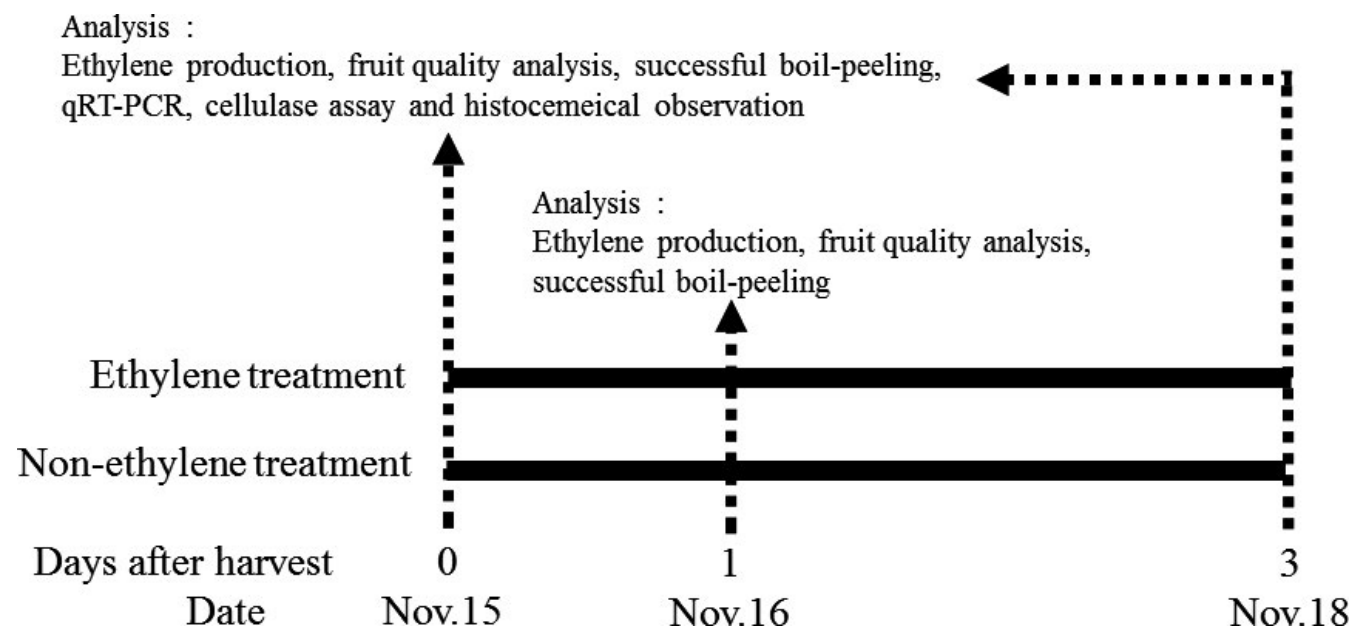 Analysis :
Ethylene production, fruit quality analysis, successful boil-peeling,
qRT-PCR, cellulase assay and histocemeical observation
Analysis :
Ethylene production, fruit quality analysis,
successful boil-peeling
Ethylene treatment
Non-ethylene treatment
Days after harvest 0 1 3
Date Nov.15 Nov.16 Nov.18